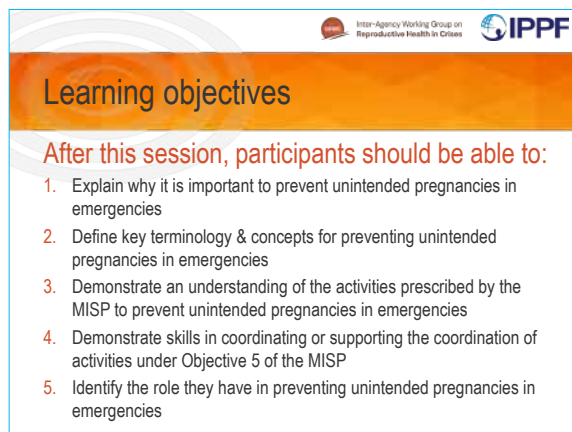 Inter-Agency Working Group on
Reproductive Health in Crises
IPPF
Learning objectives
After this session, participants should be able to:
1. Explain why it is important to prevent unintended pregnancies in
emergencies
2. Define key terminology & concepts for preventing unintended
pregnancies in emergencies
3. Demonstrate an understanding of the activities prescribed by the
MISP to prevent unintended pregnancies in emergencies
4. Demonstrate skills in coordinating or supporting the coordination of
activities under Objective 5 of the MISP
5. Identify the role they have in preventing unintended pregnancies in
emergencies